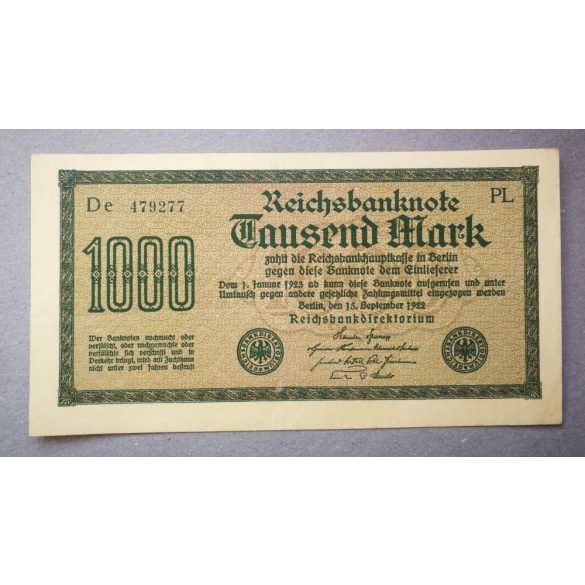 De 479277
Reichsbanknote
PL
1000
Tausend Mark
zahlt die Reichsbankhauptkasse in Berlin
gegen diese Banknote dem Einlieferer
Vom 1. Januar 1923 ab kann diese Banknote aufgerufen und unter
Umtausch gegen andere gesetzliche Zahlungsmittel eingezogen werden
Berlin, den 15. September 1922
Reichsbankdirektorium
Wer Banknoten nachmacht oder
verfälscht, oder nachgemachte oder
verfälschte sich verschafft und in
Verkehr bringt, wird mit Zuchthaus
nicht unter zwei Jahren bestraft